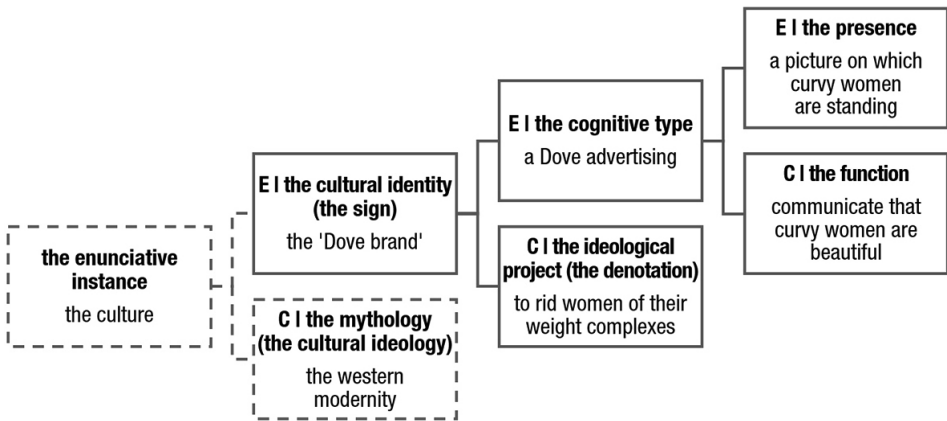 the enunciative
instance
the culture
E | the cultural identity
(the sign)
the 'Dove brand'
C | the mythology
(the cultural ideology)
the western
modernity
E | the cognitive type
a Dove advertising
C | the ideological
project (the denotation)
to rid women of their
weight complexes
E | the presence
a picture on which
curvy women
are standing
C | the function
communicate that
curvy women are
beautiful